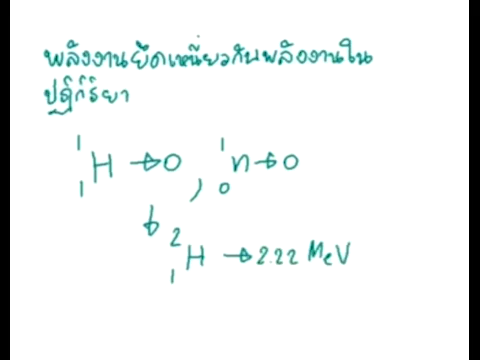 พลังงานยึดเหนี่ยวกับพลังงานใน
ปฏิกิริยา
¹₁H → 0 , ¹₀n → 0
²₁H → 2.22 MeV